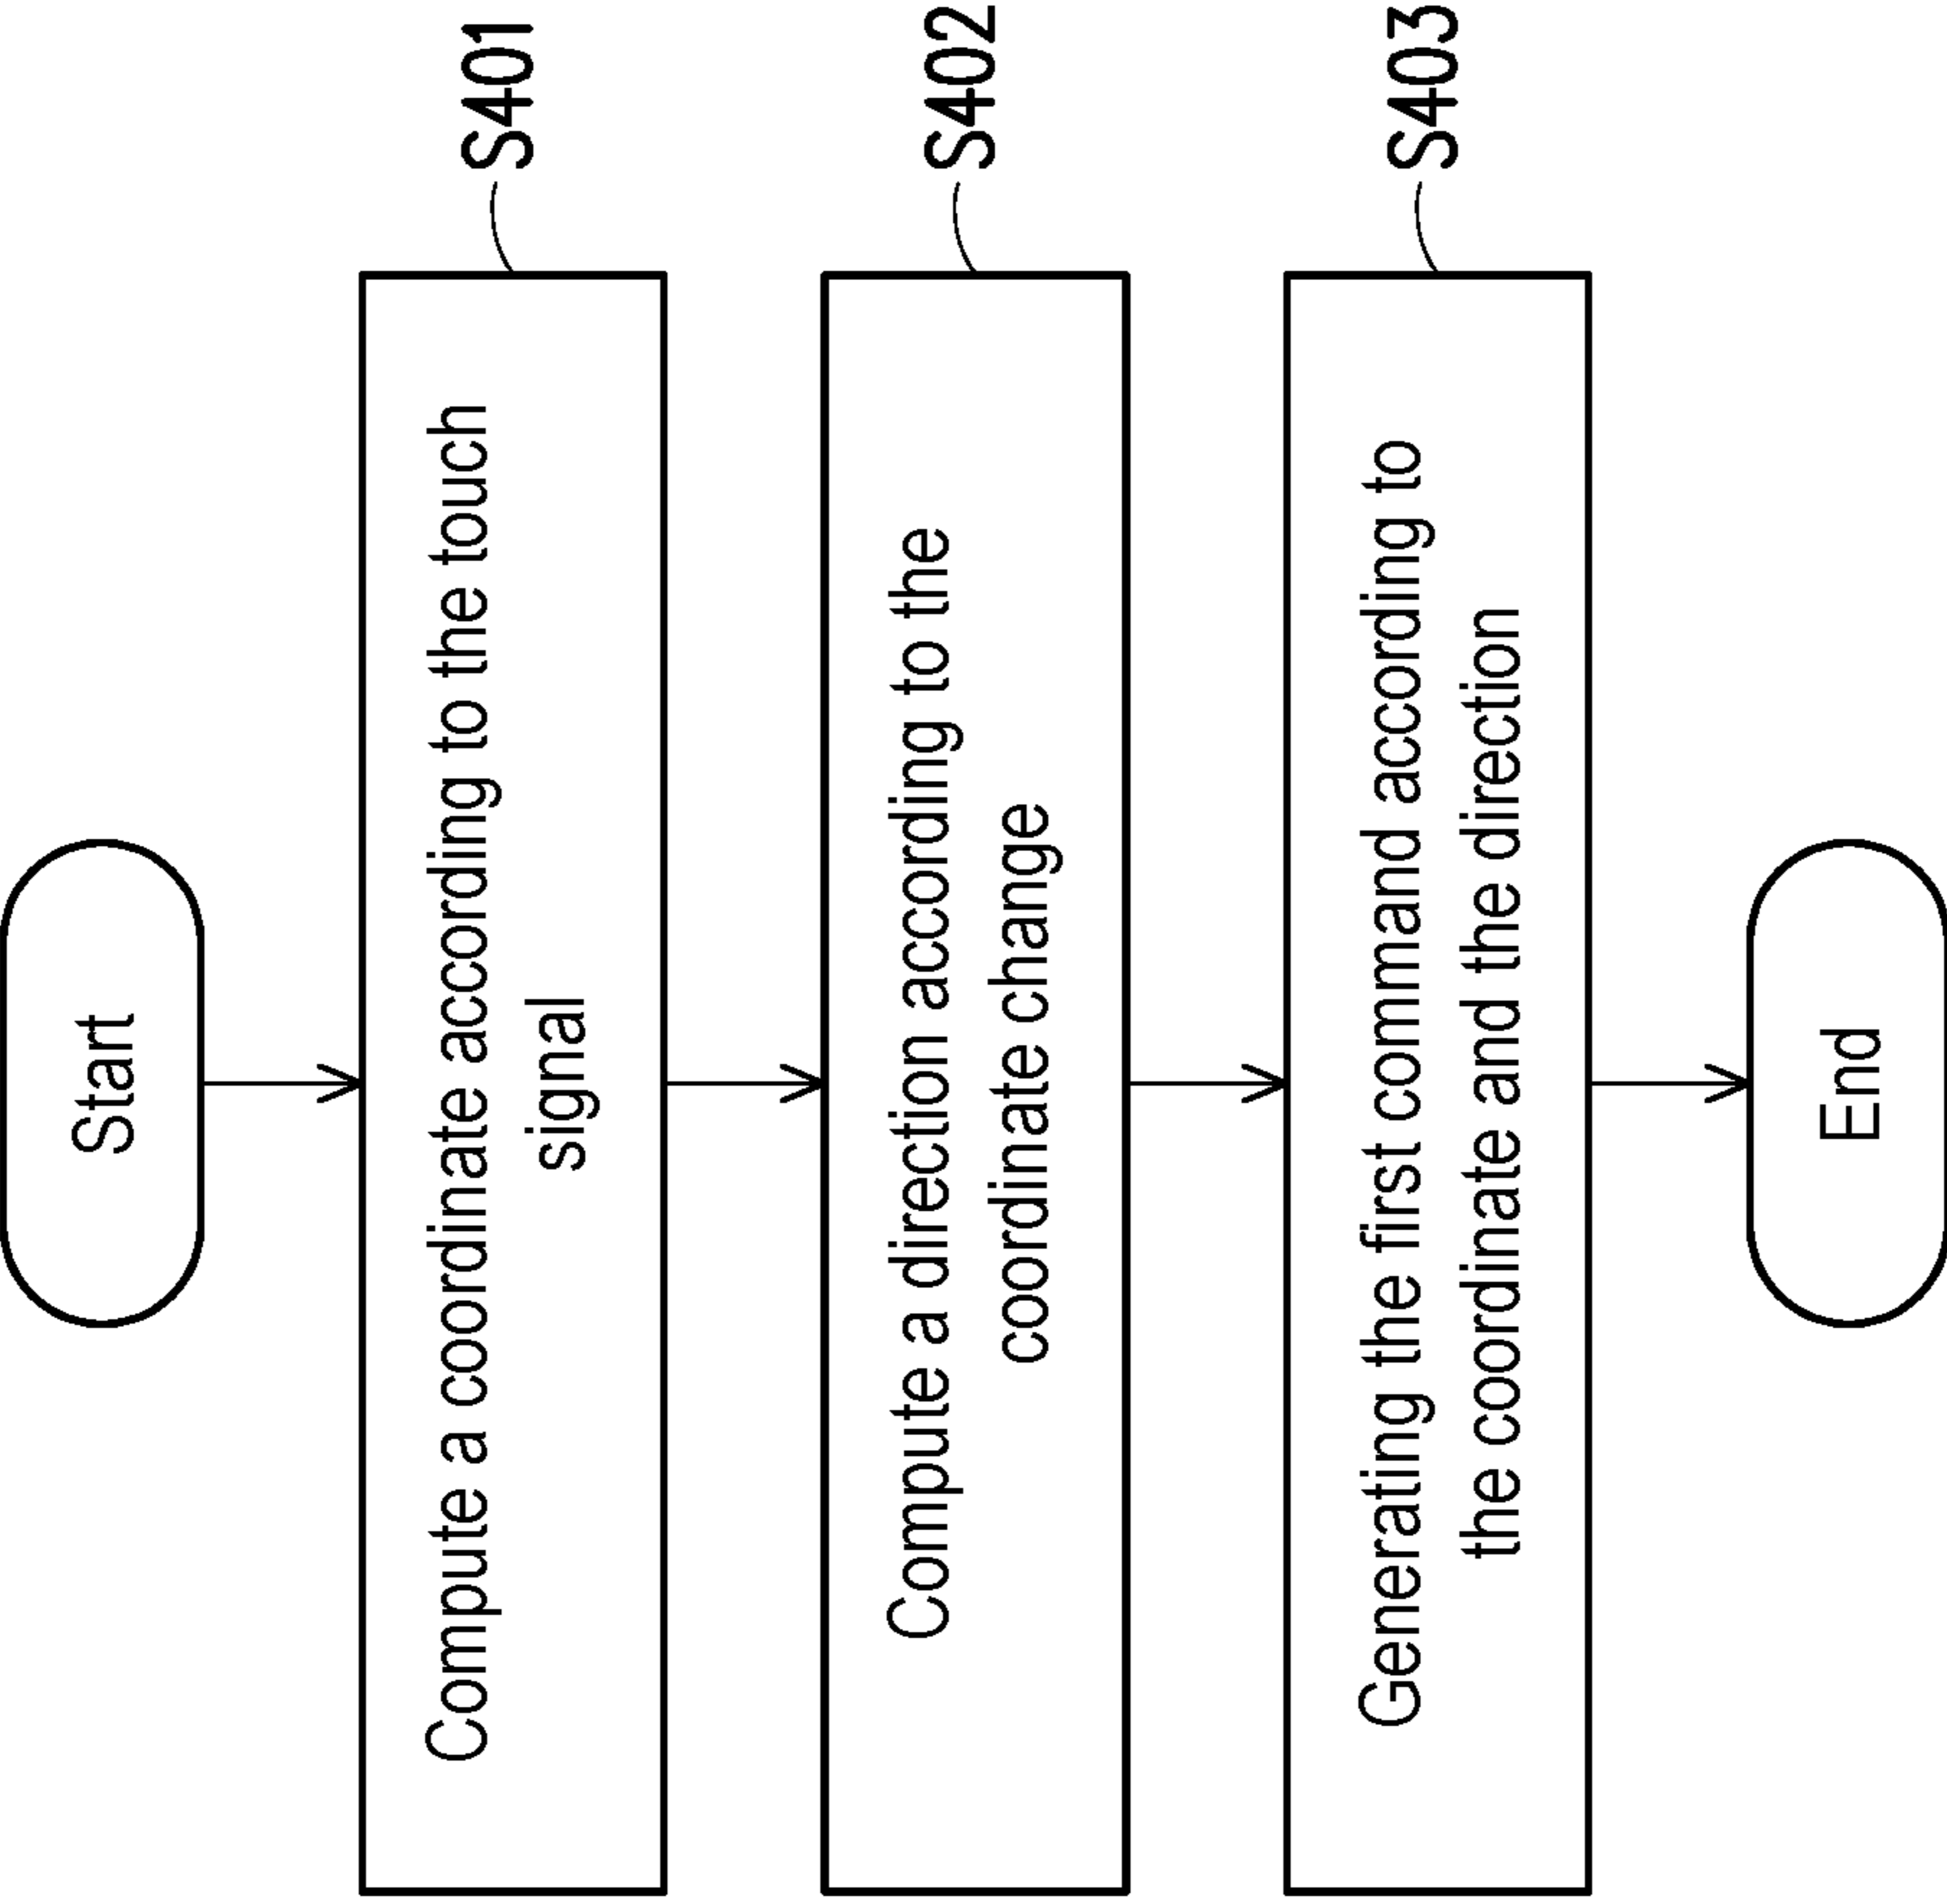 Start
Compute a coordinate according to the touch
signal
S401
Compute a direction according to the
coordinate change
S402
Generating the first command according to
the coordinate and the direction
S403
End